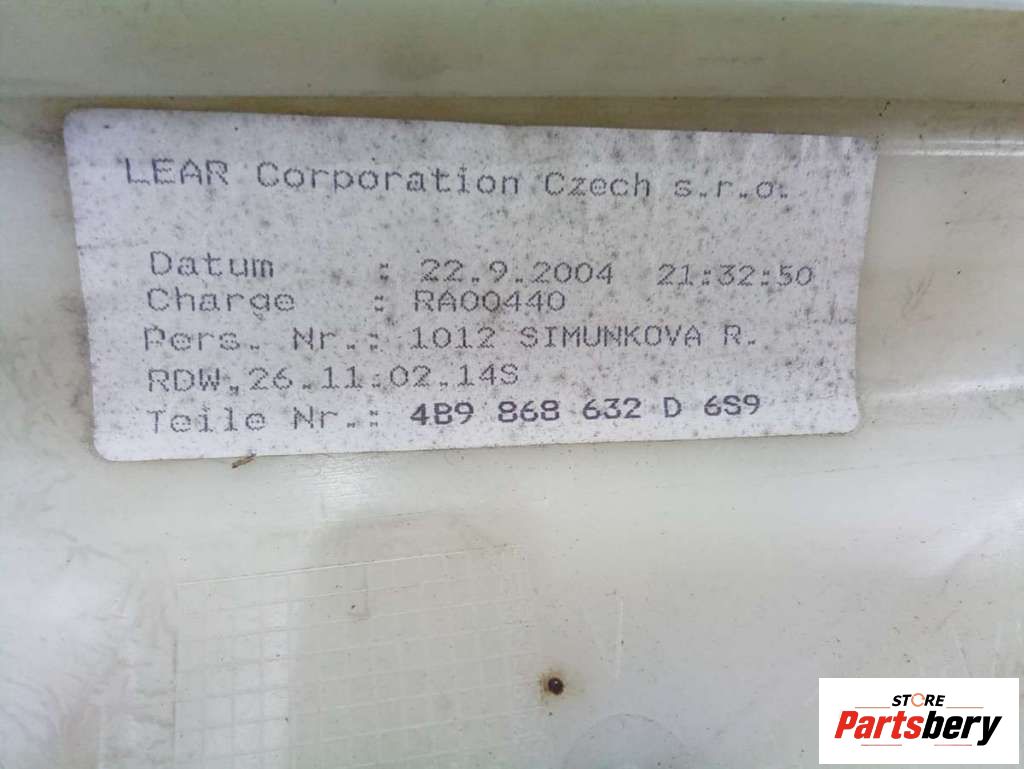 LEAR Corporation Czech s.r.o.
Datum : 22.9.2004 21:32:50
Charge : RA00440
Pers. Nr.: 1012 SIMUNKOVA R.
RDW,26.11.02.14S
Teile Nr.: 4B9 868 632 D 6S9
STORE
Partsbery